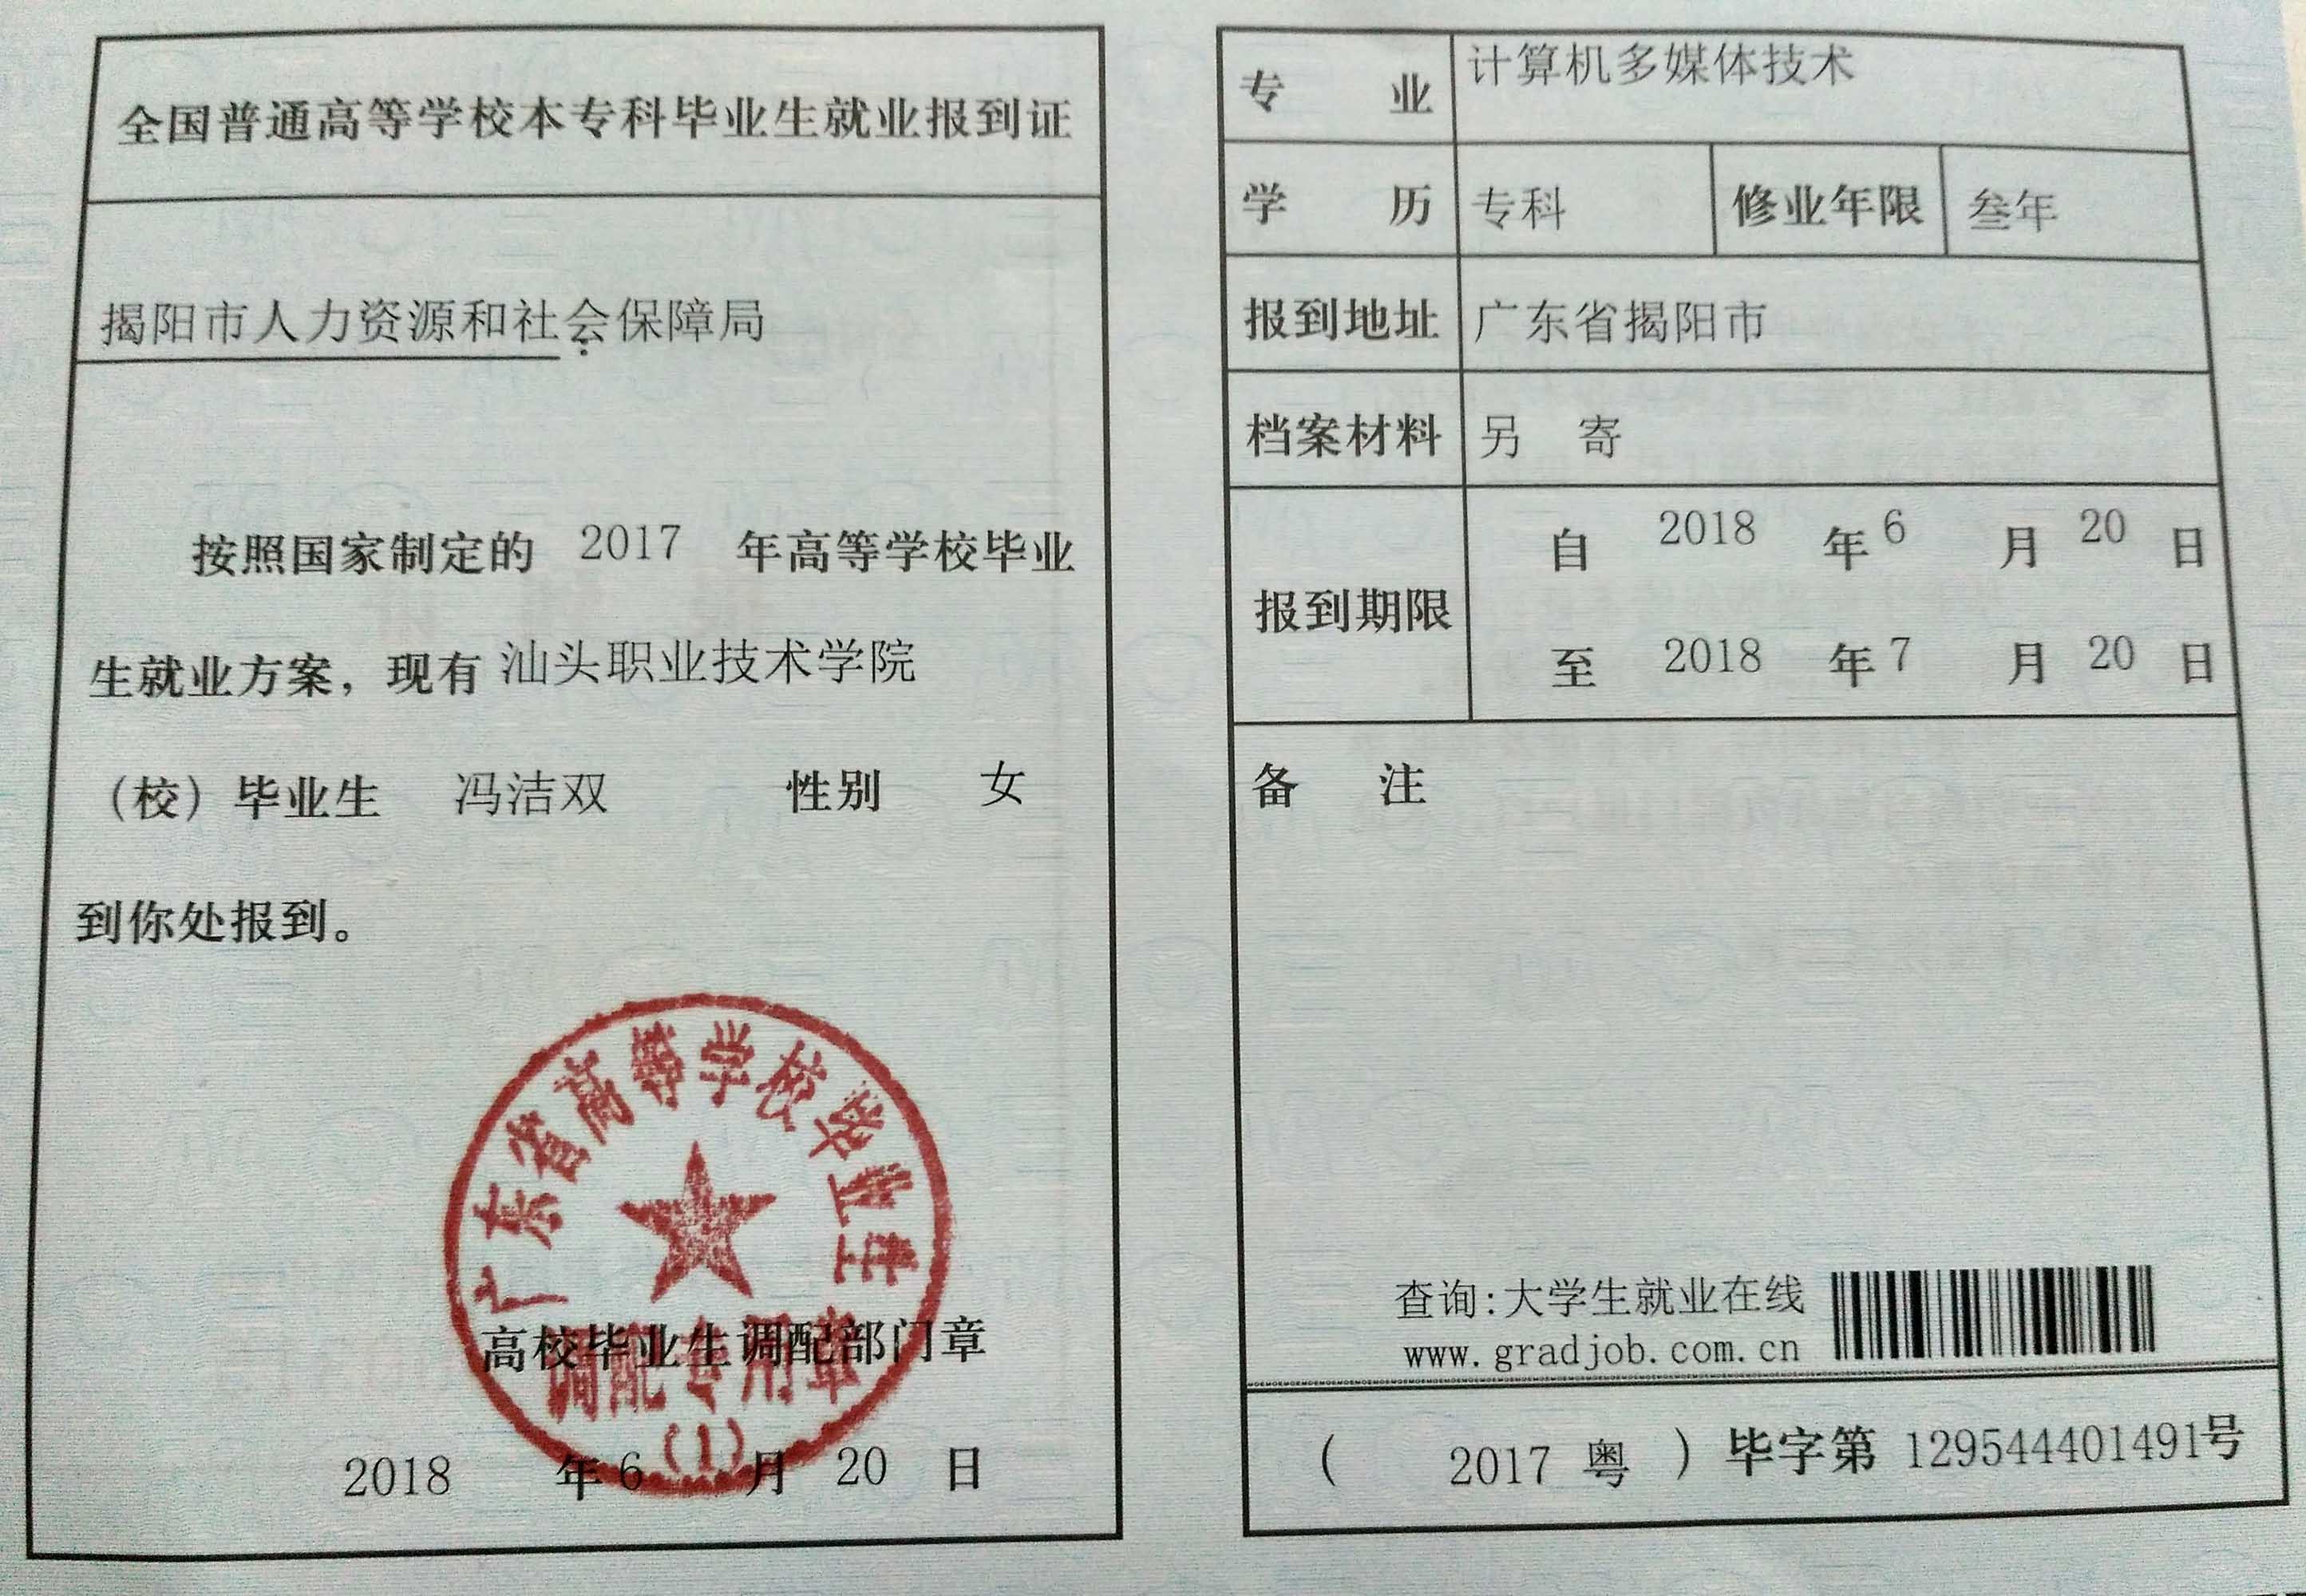 全国普通高等学校本专科毕业生就业报到证
揭阳市人力资源和社会保障局：
按照国家制定的 2017 年高等学校毕业
生就业方案，现有 汕头职业技术学院
（校）毕业生 冯洁双 性别 女
到你处报到。
广东省高等学校毕业生
高校毕业生调配部门章
调配专用章
(1)
2018 年 6 月 20 日
专 业 计算机多媒体技术
学 历 专科 修业年限 叁年
报到地址 广东省揭阳市
档案材料 另 寄
报到期限
自 2018 年 6 月 20 日
至 2018 年 7 月 20 日
备 注
查询:大学生就业在线
www.gradjob.com.cn
( 2017 粤 ) 毕字第 129544401491号